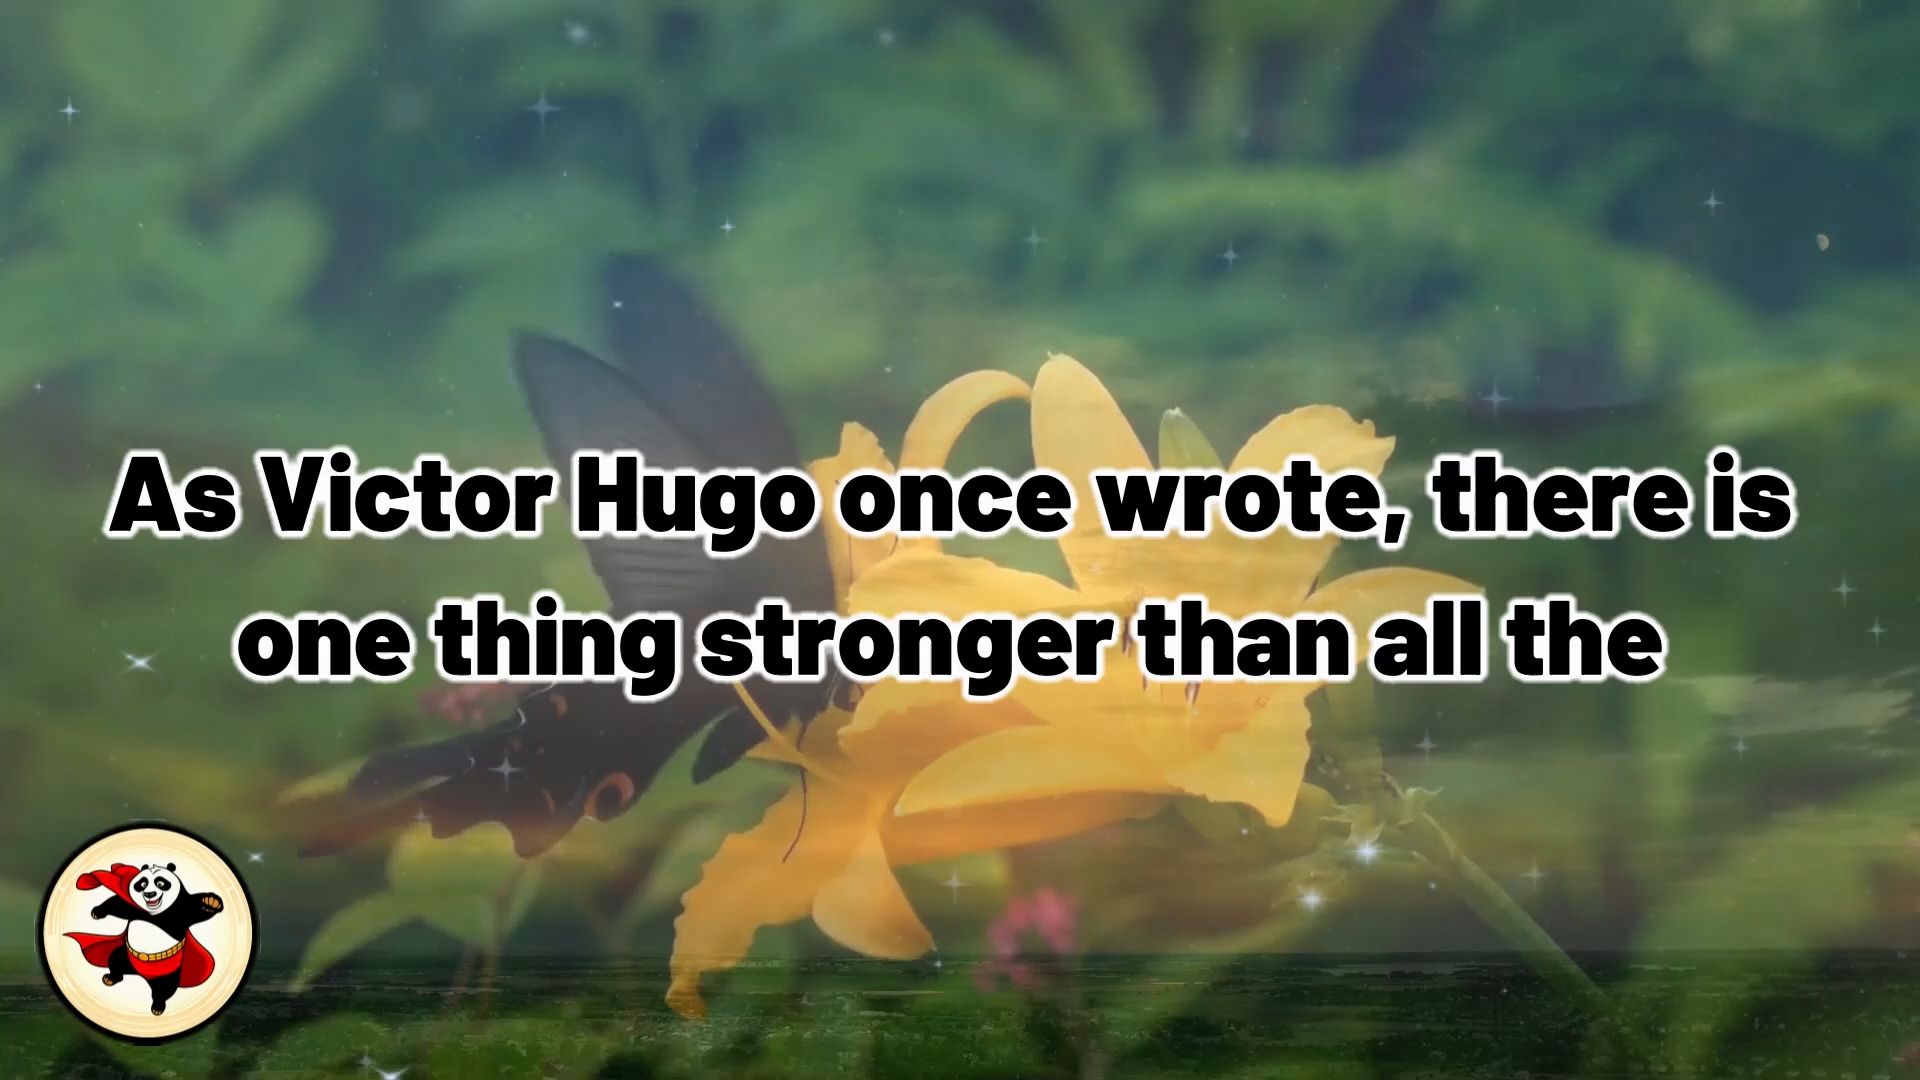 As Victor Hugo once wrote, there is
one thing stronger than all the